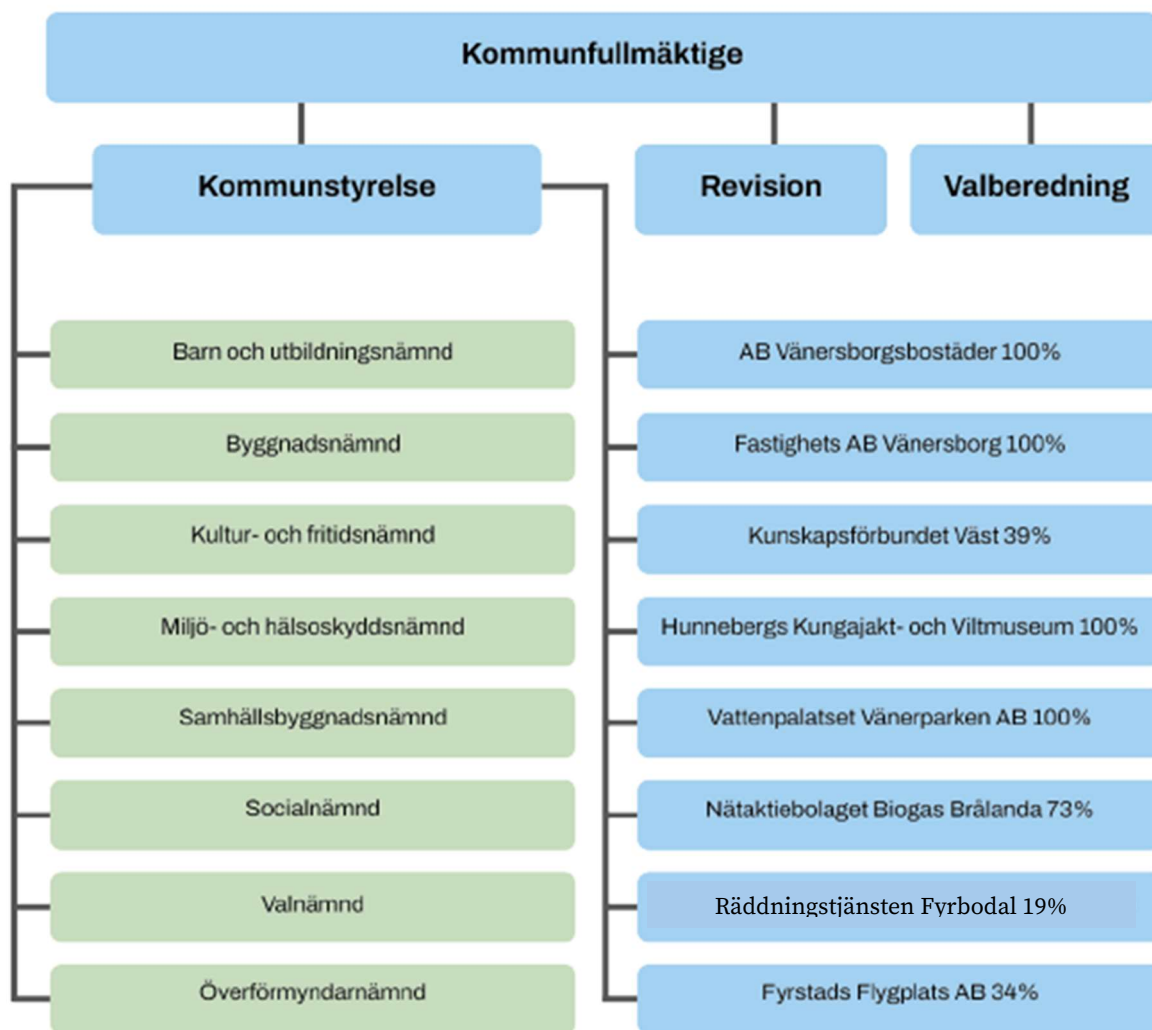 Kommunfullmäktige
Kommunstyrelse
Revision
Valberedning
Barn och utbildningsnämnd
Byggnadsnämnd
Kultur- och fritidsnämnd
Miljö- och hälsoskyddsnämnd
Samhällsbyggnadsnämnd
Socialnämnd
Valnämnd
Överförmyndarnämnd
AB Vänersborgsbostäder 100%
Fastighets AB Vänersborg 100%
Kunskapsförbundet Väst 39%
Hunnebergs Kungajakt- och Viltmuseum 100%
Vattenpalatset Vänerparken AB 100%
Nätaktiebolaget Biogas Brålanda 73%
Räddningstjänsten Fyrbodal 19%
Fyrstads Flygplats AB 34%